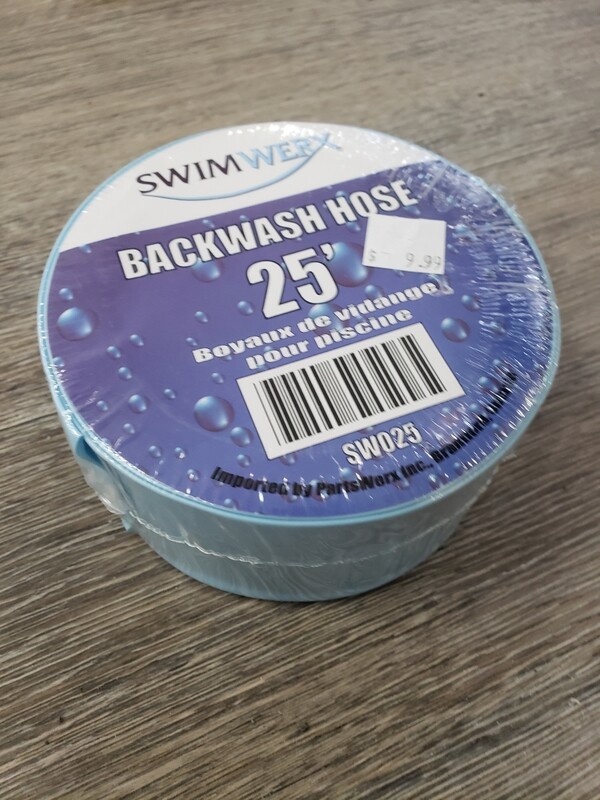 SWIMWERX
BACKWASH HOSE
25'
$ 9.99
Boyaux de vidange
pour piscine
SW025
Imported by PartsWerx Inc.,